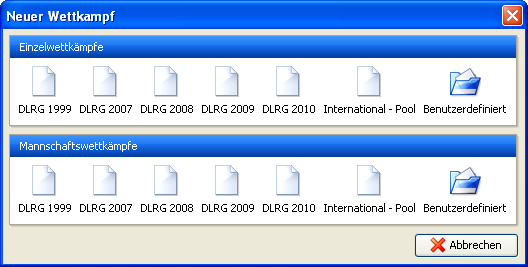 Neuer Wettkampf
Einzelwettkämpfe
DLRG 1999 DLRG 2007 DLRG 2008 DLRG 2009 DLRG 2010 International - Pool Benutzerdefiniert
Mannschaftswettkämpfe
DLRG 1999 DLRG 2007 DLRG 2008 DLRG 2009 DLRG 2010 International - Pool Benutzerdefiniert
Abbrechen